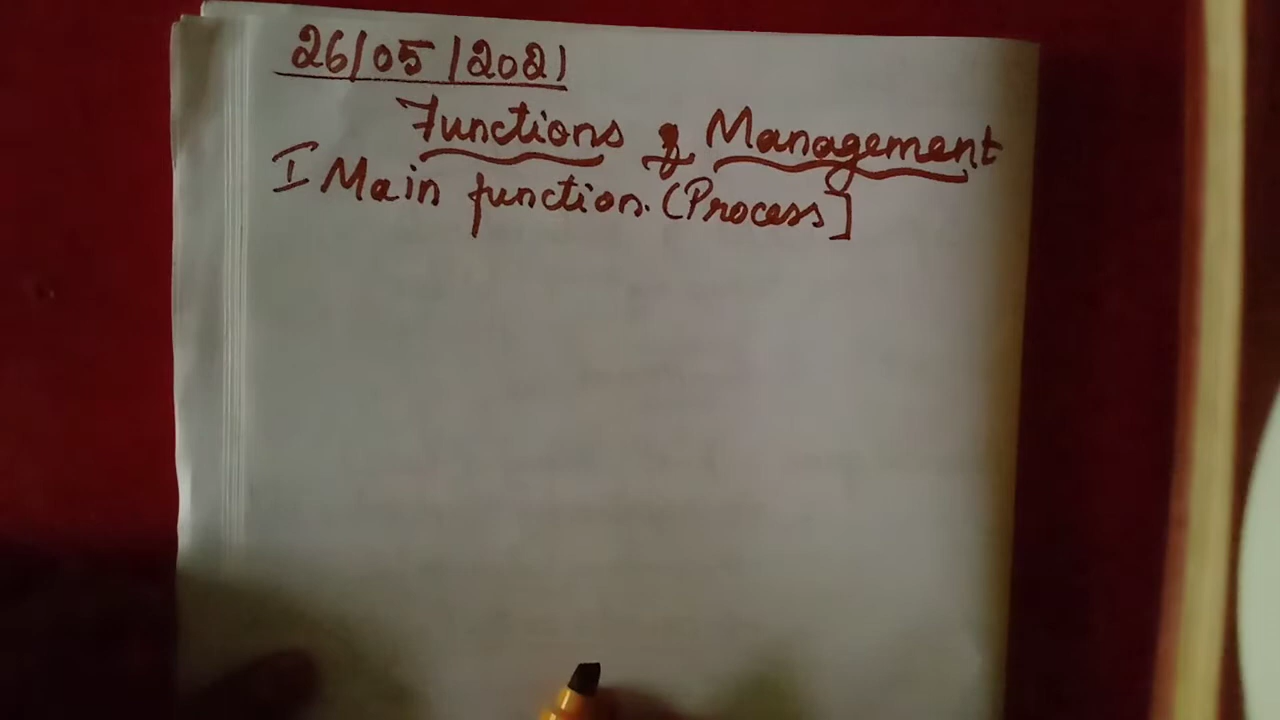 26/05/2021
Functions of Management
I Main function. (Process]